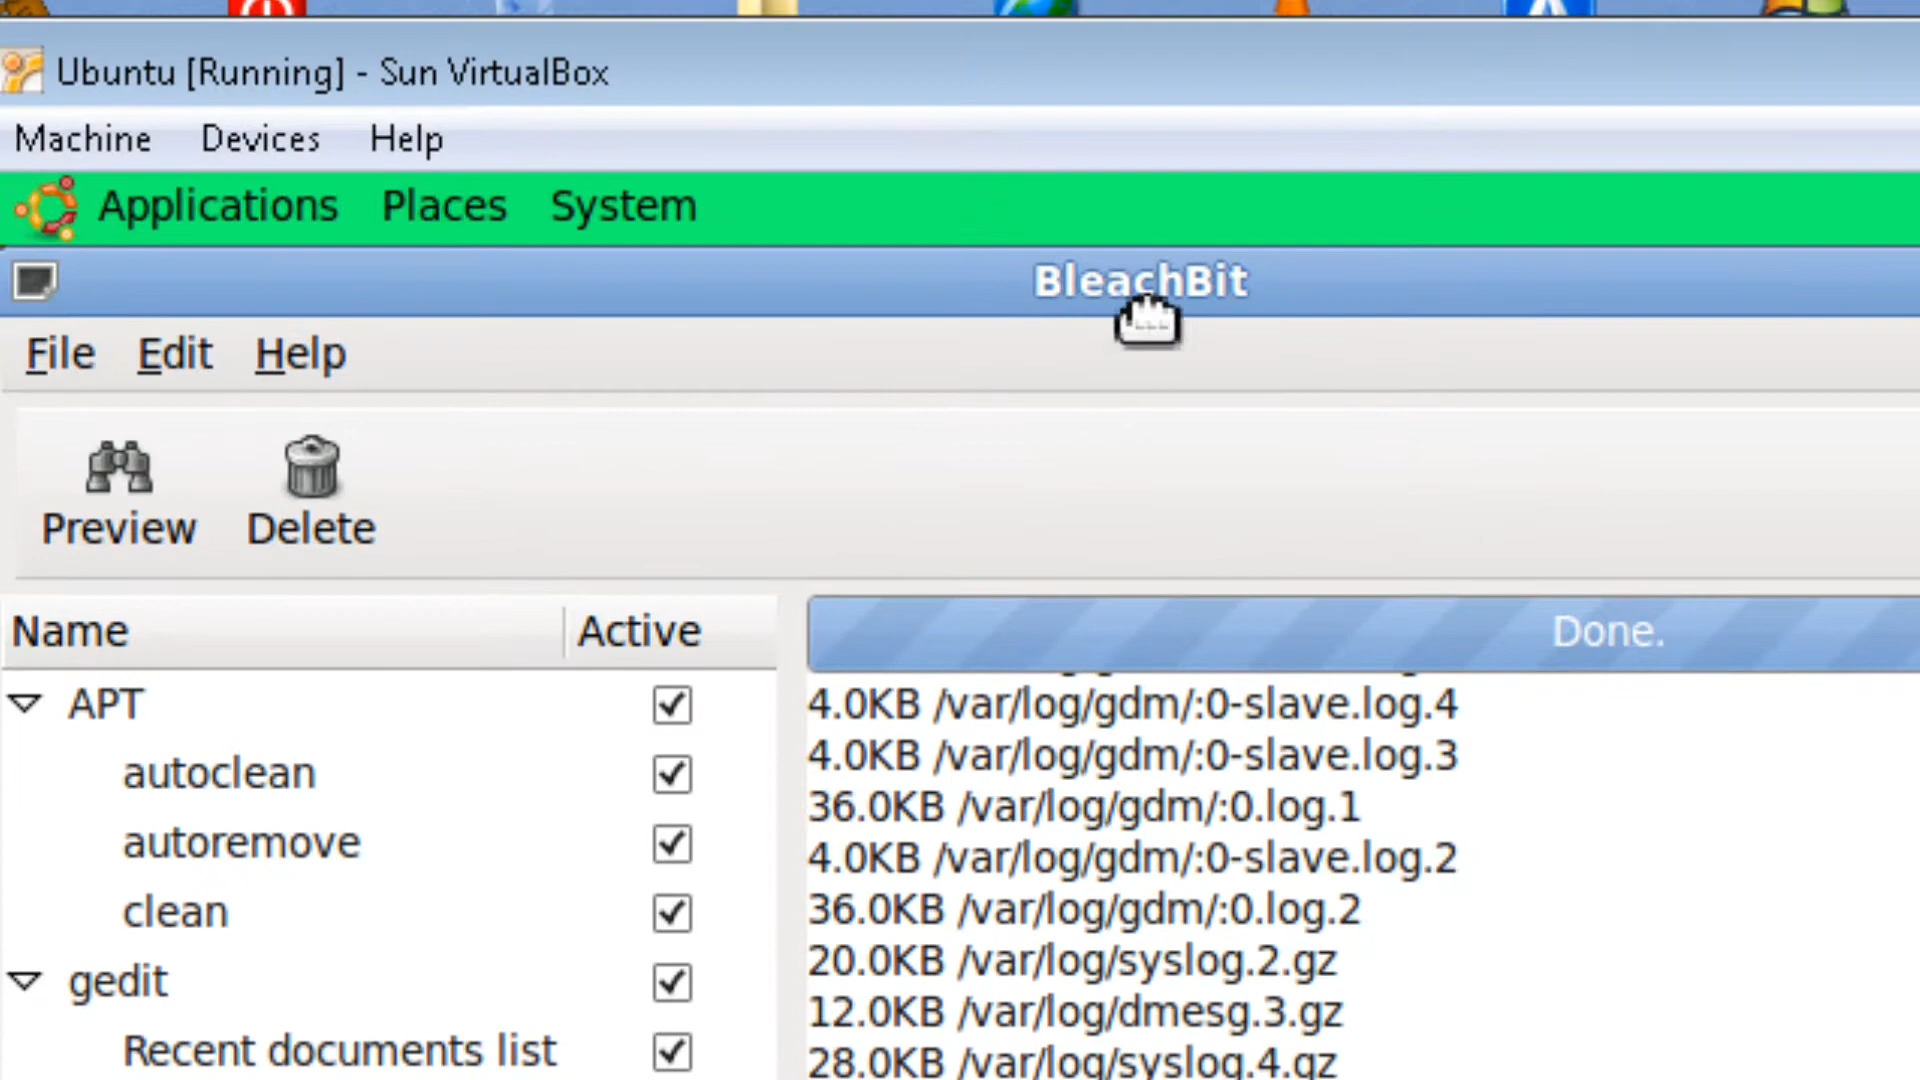 Ubuntu [Running] - Sun VirtualBox
Machine Devices Help
Applications Places System
BleachBit
File Edit Help
Preview Delete
Name Active
Done.
APT
4.0KB /var/log/gdm/:0-slave.log.4
autoclean
4.0KB /var/log/gdm/:0-slave.log.3
36.0KB /var/log/gdm/:0.log.1
autoremove
4.0KB /var/log/gdm/:0-slave.log.2
clean
36.0KB /var/log/gdm/:0.log.2
20.0KB /var/log/syslog.2.gz
gedit
12.0KB /var/log/dmesg.3.gz
Recent documents list
28.0KB /var/log/syslog.4.gz